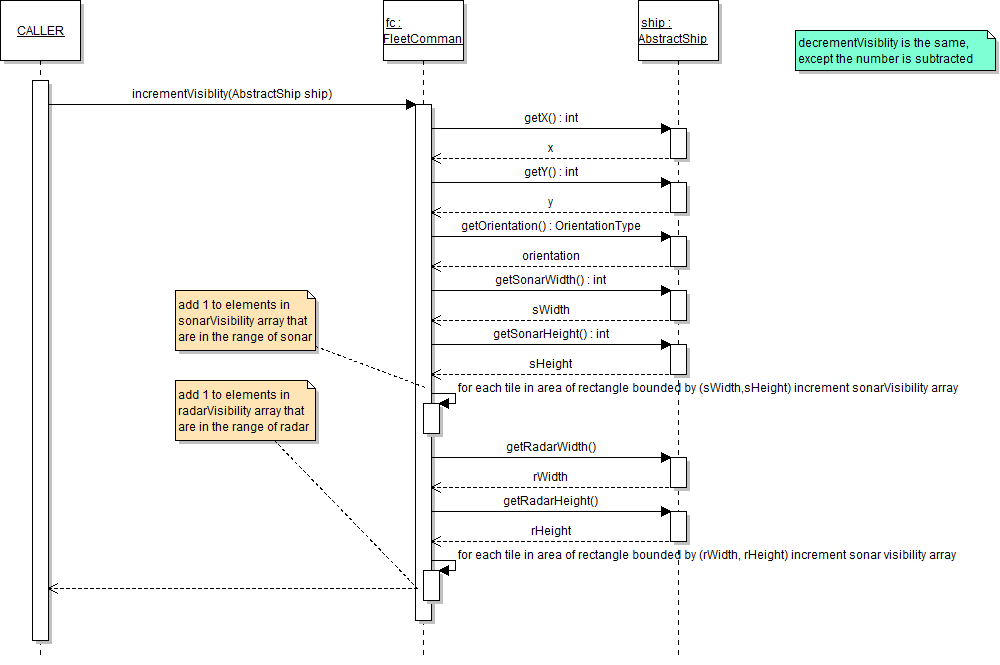 CALLER
fc :
FleetComman
ship :
AbstractShip
decrementVisiblity is the same,
except the number is subtracted
incrementVisiblity(AbstractShip ship)
getX() : int
x
getY() : int
y
getOrientation() : OrientationType
orientation
getSonarWidth() : int
sWidth
getSonarHeight() : int
sHeight
add 1 to elements in
sonarVisibility array that
are in the range of sonar
for each tile in area of rectangle bounded by (sWidth,sHeight) increment sonarVisibility array
add 1 to elements in
radarVisibility array that
are in the range of radar
getRadarWidth()
rWidth
getRadarHeight()
rHeight
for each tile in area of rectangle bounded by (rWidth, rHeight) increment sonar visibility array